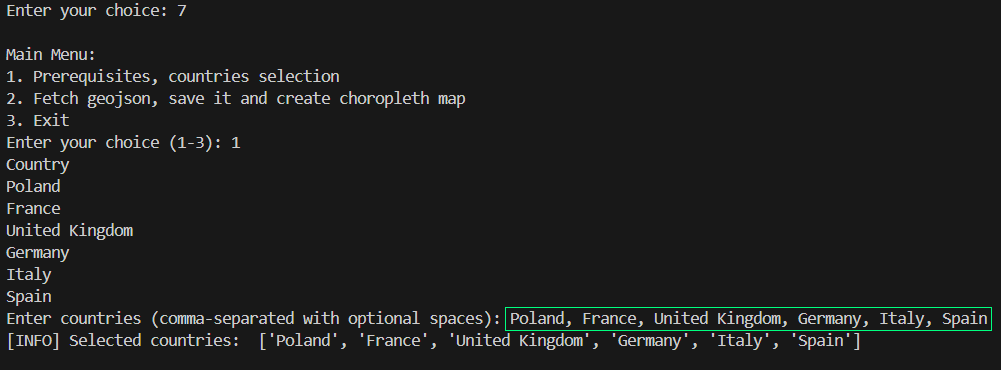 Enter your choice: 7
Main Menu:
1. Prerequisites, countries selection
2. Fetch geojson, save it and create choropleth map
3. Exit
Enter your choice (1-3): 1
Country
Poland
France
United Kingdom
Germany
Italy
Spain
Enter countries (comma-separated with optional spaces): Poland, France, United Kingdom, Germany, Italy, Spain
[INFO] Selected countries:  ['Poland', 'France', 'United Kingdom', 'Germany', 'Italy', 'Spain']